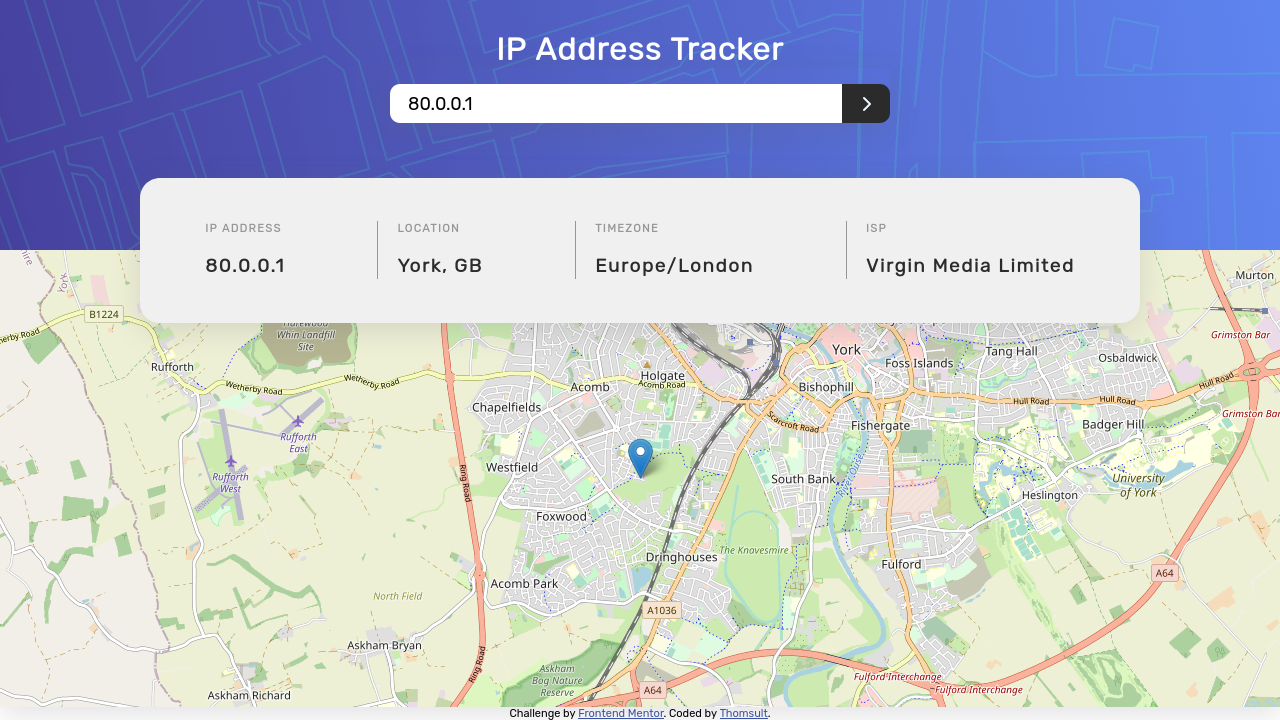 IP Address Tracker
80.0.0.1
IP ADDRESS
80.0.0.1
LOCATION
York, GB
TIMEZONE
Europe/London
ISP
Virgin Media Limited
Murton
B1224
Whin Landfill
Site
Grimston Bar
York
Foss Islands
Tang Hall
Osbaldwick
Rufforth
Wetherby Road
Wetherby Road
Acomb
Holgate
Acomb Road
Bishophill
Hull Road
Hull Road
Hull Road
Chapelfields
Scarcroft Road
Fishergate
Badger Hill
Grimston Bar
Rufforth
East
Westfield
Ring Road
Rufforth
West
South Bank
Heslington
University
of York
Foxwood
Dringhouses
The Knavesmire
Fulford
A64
Acomb Park
North Field
A1036
Askham Bryan
Ring Road
Askham
Bog Nature
Reserve
Fulford Interchange
Fulford Interchange
Askham Richard
A64
Challenge by Frontend Mentor. Coded by Thomsult.